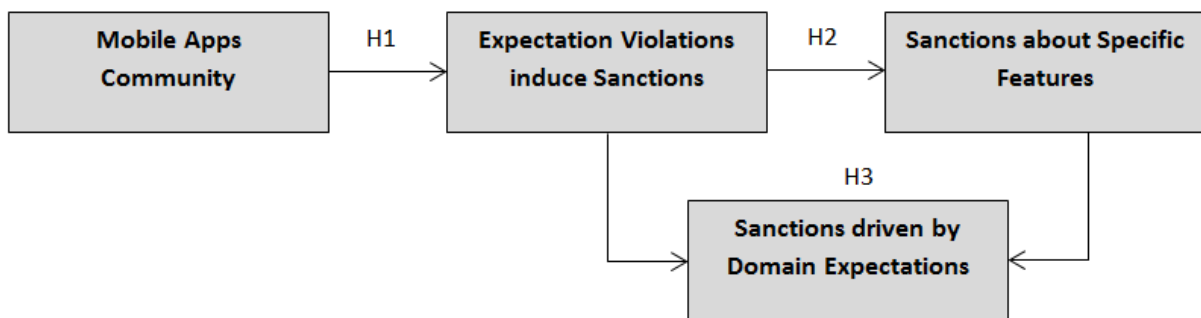 Mobile Apps
Community
H1
Expectation Violations
induce Sanctions
H2
Sanctions about Specific
Features
H3
Sanctions driven by
Domain Expectations